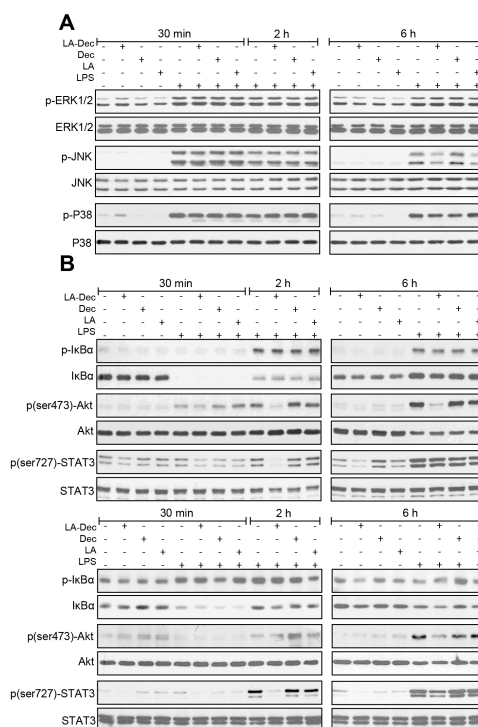 A
30 min 2 h 6 h
LA-Dec - + - - - + - - - + - - - + - - - + - -
Dec - - + - - - + - - - + - - - + - - - + -
LA - - - + - - - + - - - + - - - + - - - +
LPS - - - - + + + + + + + + - - - - + + + +
p-ERK1/2
ERK1/2
p-JNK
JNK
p-P38
P38
B
30 min 2 h 6 h
LA-Dec - + - - - + - - - + - - - + - - - + - -
Dec - - + - - - + - - - + - - - + - - - + -
LA - - - + - - - + - - - + - - - + - - - +
LPS - - - - + + + + + + + + - - - - + + + +
p-IκBα
IκBα
p(ser473)-Akt
Akt
p(ser727)-STAT3
STAT3
30 min 2 h 6 h
LA-Dec - + - - - + - - - + - - - + - - - + - -
Dec - - + - - - + - - - + - - - + - - - + -
LA - - - + - - - + - - - + - - - + - - - +
LPS - - - - + + + + + + + + - - - - + + + +
p-IκBα
IκBα
p(ser473)-Akt
Akt
p(ser727)-STAT3
STAT3